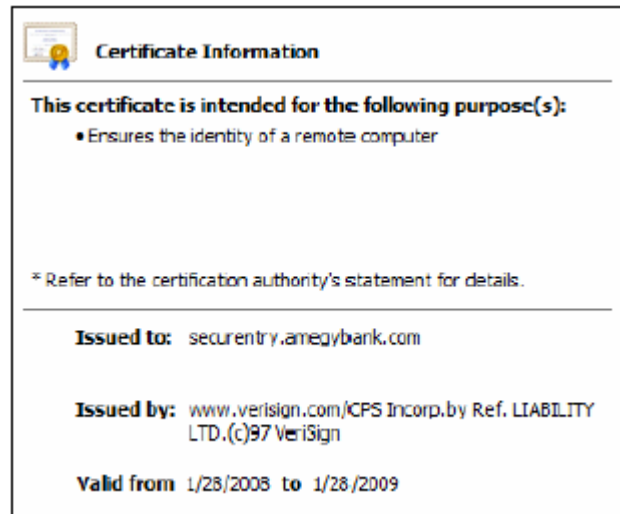 Certificate Information
This certificate is intended for the following purpose(s):
• Ensures the identity of a remote computer
* Refer to the certification authority's statement for details.
Issued to: securentry.amegybank.com
Issued by: www.verisign.com/CPS Incorp.by Ref. LIABILITY
LTD.(c)97 VeriSign
Valid from 1/28/2008 to 1/28/2009